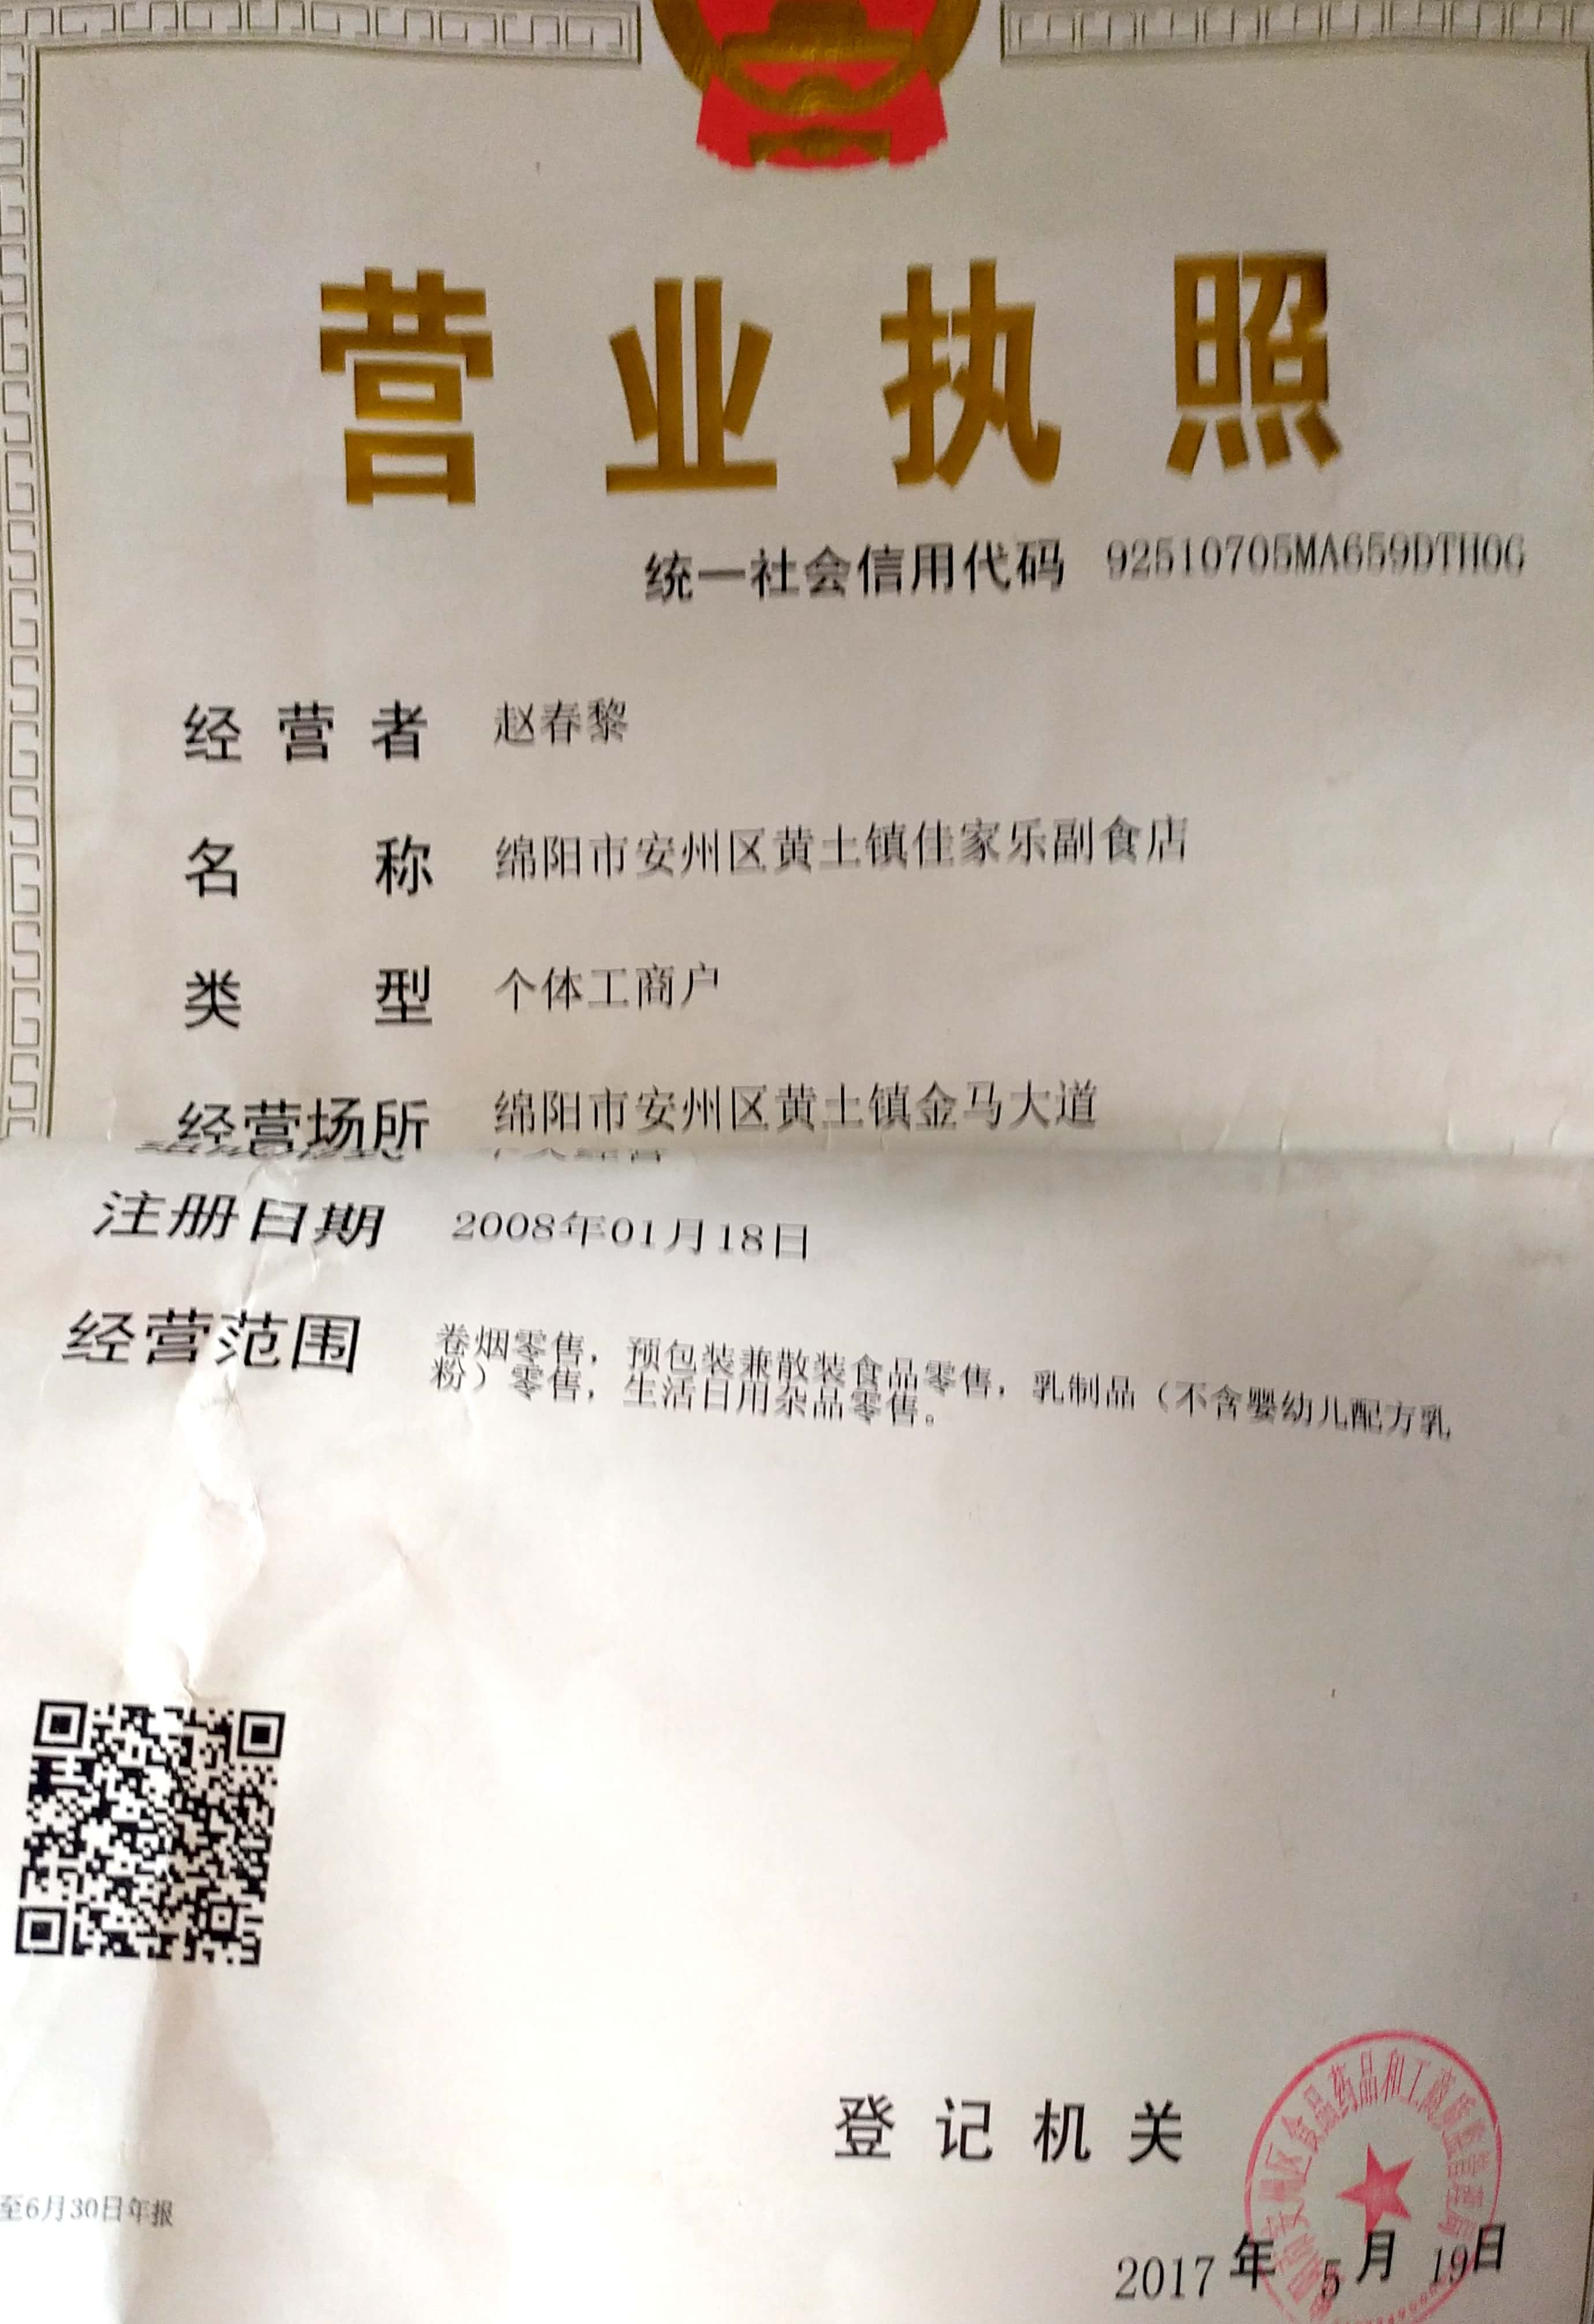 营业执照
统一社会信用代码 92510705MA659DTH0G
经营者 赵春黎
名称 绵阳市安州区黄土镇佳家乐副食店
类型 个体工商户
经营场所 绵阳市安州区黄土镇金马大道
注册日期 2008年01月18日
经营范围 卷烟零售，预包装兼散装食品零售，乳制品（不含婴幼儿配方乳
粉）零售，生活日用杂品零售。
登记机关
至6月30日年报
2017年5月19日